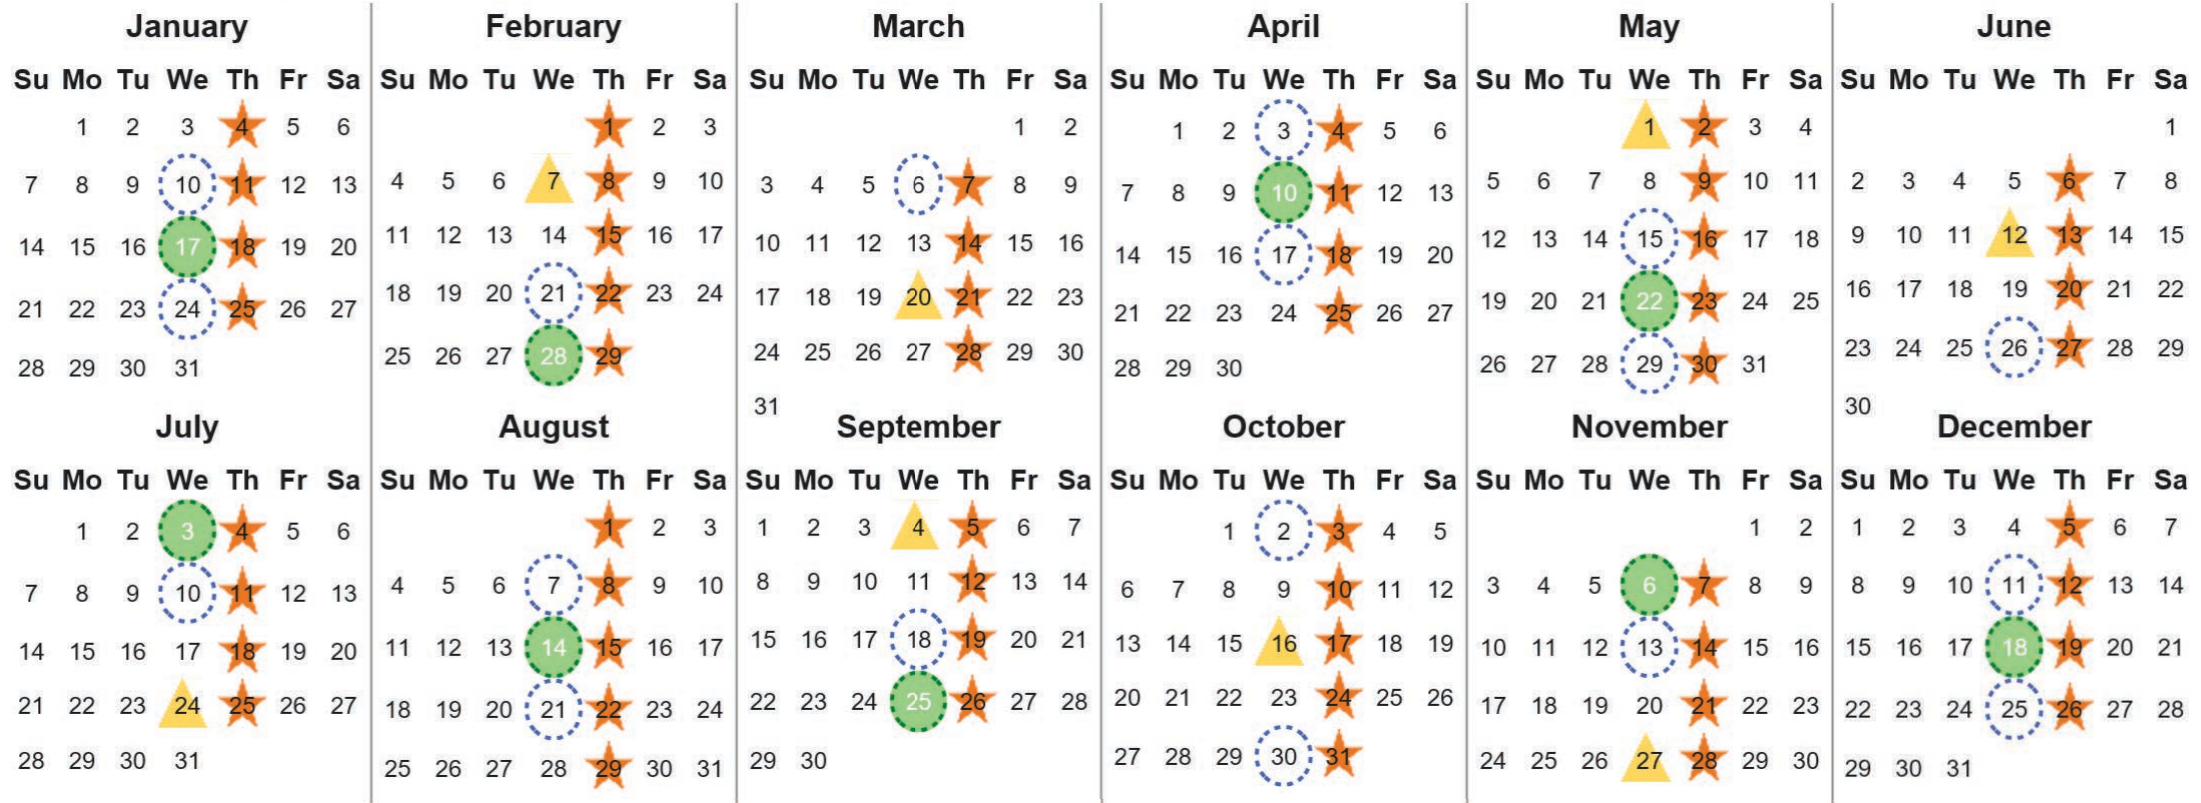 January
Su Mo Tu We Th Fr Sa
1 2 3 4 5 6
7 8 9 10 11 12 13
14 15 16 17 18 19 20
21 22 23 24 25 26 27
28 29 30 31
February
Su Mo Tu We Th Fr Sa
1 2 3
4 5 6 7 8 9 10
11 12 13 14 15 16 17
18 19 20 21 22 23 24
25 26 27 28 29
March
Su Mo Tu We Th Fr Sa
1 2
3 4 5 6 7 8 9
10 11 12 13 14 15 16
17 18 19 20 21 22 23
24 25 26 27 28 29 30
31
April
Su Mo Tu We Th Fr Sa
1 2 3 4 5 6
7 8 9 10 11 12 13
14 15 16 17 18 19 20
21 22 23 24 25 26 27
28 29 30
May
Su Mo Tu We Th Fr Sa
1 2 3 4
5 6 7 8 9 10 11
12 13 14 15 16 17 18
19 20 21 22 23 24 25
26 27 28 29 30 31
June
Su Mo Tu We Th Fr Sa
1
2 3 4 5 6 7 8
9 10 11 12 13 14 15
16 17 18 19 20 21 22
23 24 25 26 27 28 29
30
July
Su Mo Tu We Th Fr Sa
1 2 3 4 5 6
7 8 9 10 11 12 13
14 15 16 17 18 19 20
21 22 23 24 25 26 27
28 29 30 31
August
Su Mo Tu We Th Fr Sa
1 2 3
4 5 6 7 8 9 10
11 12 13 14 15 16 17
18 19 20 21 22 23 24
25 26 27 28 29 30 31
September
Su Mo Tu We Th Fr Sa
1 2 3 4 5 6 7
8 9 10 11 12 13 14
15 16 17 18 19 20 21
22 23 24 25 26 27 28
29 30
October
Su Mo Tu We Th Fr Sa
1 2 3 4 5
6 7 8 9 10 11 12
13 14 15 16 17 18 19
20 21 22 23 24 25 26
27 28 29 30 31
November
Su Mo Tu We Th Fr Sa
1 2
3 4 5 6 7 8 9
10 11 12 13 14 15 16
17 18 19 20 21 22 23
24 25 26 27 28 29 30
December
Su Mo Tu We Th Fr Sa
1 2 3 4 5 6 7
8 9 10 11 12 13 14
15 16 17 18 19 20 21
22 23 24 25 26 27 28
29 30 31